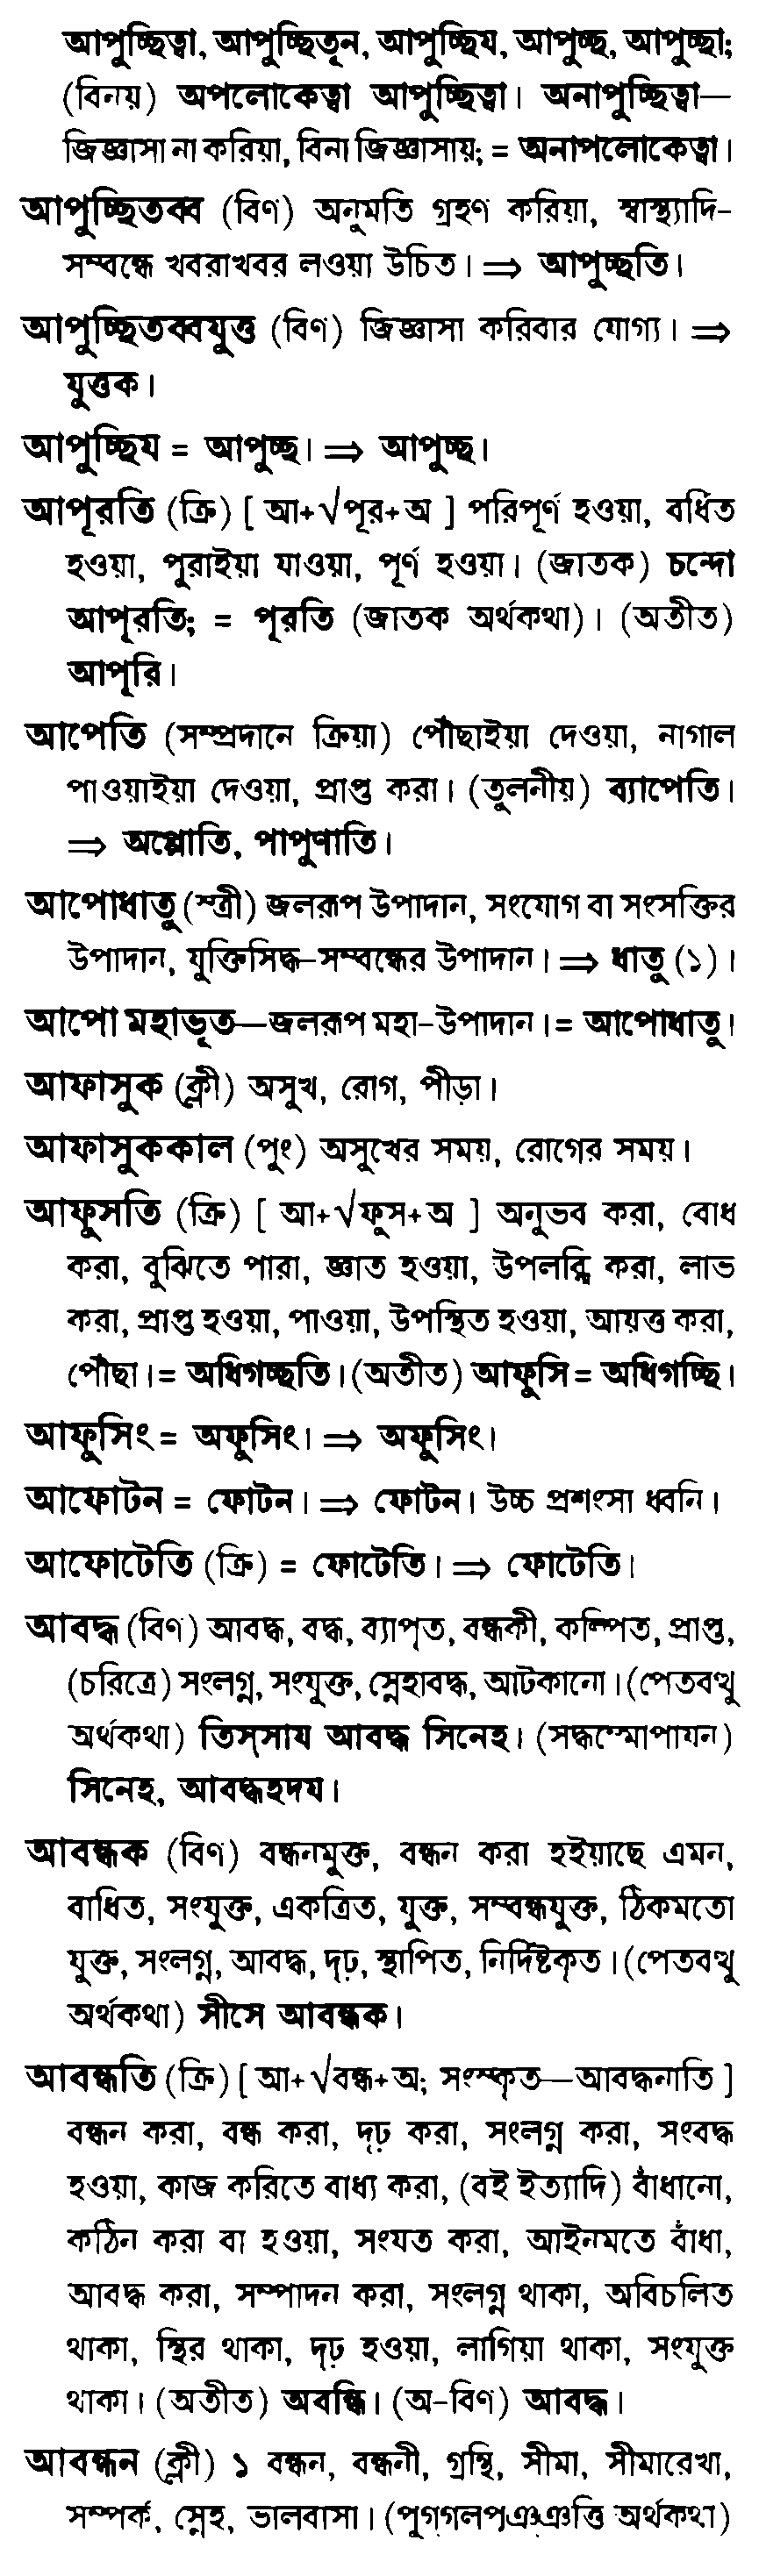 আপুচ্ছিত্বা, আপুচ্ছিতূন, আপুচ্ছিয, আপুচ্ছ, আপুচ্ছা;
(বিনয়) অপলোকেত্বা আপুচ্ছিত্বা। অনাপুচ্ছিত্বা—
জিজ্ঞাসা না করিয়া, বিনা জিজ্ঞাসায়; = অনাপলোকেত্বা।
আপুচ্ছিতব্ব (বিণ) অনুমতি গ্রহণ করিয়া, স্বাস্থ্যাদি-
সম্বন্ধে খবরাখবর লওয়া উচিত। ⇒ আপুচ্ছতি।
আপুচ্ছিতব্বযুত্ত (বিণ) জিজ্ঞাসা করিবার যোগ্য। ⇒
যুত্তক।
আপুচ্ছিয = আপুচ্ছ। ⇒ আপুচ্ছ।
আপূরতি (ক্রি) [ আ+√পূর+অ ] পরিপূর্ণ হওয়া, বর্ধিত
হওয়া, পুরাইয়া যাওয়া, পূর্ণ হওয়া। (জাতক) চন্দো
আপূরতি; = পূরতি (জাতক অর্থকথা)। (অতীত)
আপূরি।
আপেতি (সম্প্রদানে ক্রিয়া) পৌঁছাইয়া দেওয়া, নাগাল
পাওয়াইয়া দেওয়া, প্রাপ্ত করা। (তুলনীয়) ব্যাপেতি।
⇒ অপ্পোতি, পাপুণাতি।
আপোধাতু (স্ত্রী) জলরূপ উপাদান, সংযোগ বা সংসক্তির
উপাদান, যুক্তিসিদ্ধ-সম্বন্ধের উপাদান। ⇒ ধাতু (১)।
আপো মহাভূত—জলরূপ মহা-উপাদান। = আপোধাতু।
আফাসুক (ক্লী) অসুখ, রোগ, পীড়া।
আফাসুককাল (পুং) অসুখের সময়, রোগের সময়।
আফুসতি (ক্রি) [ আ+√ফুস+অ ] অনুভব করা, বোধ
করা, বুঝিতে পারা, জ্ঞাত হওয়া, উপলব্ধি করা, লাভ
করা, প্রাপ্ত হওয়া, পাওয়া, উপস্থিত হওয়া, আয়ত্ত করা,
পৌঁছা। = অধিগচ্ছতি। (অতীত) আফুসি = অধিগচ্ছি।
আফুসিং = অফুসিং। ⇒ অফুসিং।
আফোটন = ফোটন। ⇒ ফোটন। উচ্চ প্রশংসা ধ্বনি।
আফোটেতি (ক্রি) = ফোটেতি। ⇒ ফোটেতি।
আবদ্ধ (বিণ) আবদ্ধ, বদ্ধ, ব্যাপৃত, বন্ধকী, কল্পিত, প্রাপ্ত,
(চরিত্রে) সংলগ্ন, সংযুক্ত, স্নেহাবদ্ধ, আটকানো। (পেতবত্থু
অর্থকথা) তিস্সায আবদ্ধ সিনেহ। (সদ্ধম্মোপাযন)
সিনেহ, আবদ্ধহদয।
আবন্ধক (বিণ) বন্ধনমুক্ত, বন্ধন করা হইয়াছে এমন,
বাধিত, সংযুক্ত, একত্রিত, যুক্ত, সম্বন্ধযুক্ত, ঠিকমতো
যুক্ত, সংলগ্ন, আবদ্ধ, দৃঢ়, স্থাপিত, নির্দিষ্টকৃত। (পেতবত্থু
অর্থকথা) সীসে আবন্ধক।
আবন্ধতি (ক্রি) [ আ+√বন্ধ+অ; সংস্কৃত—আবদ্ধনাতি ]
বন্ধন করা, বন্ধ করা, দৃঢ় করা, সংলগ্ন করা, সংবদ্ধ
হওয়া, কাজ করিতে বাধ্য করা, (বই ইত্যাদি) বাঁধানো,
কঠিন করা বা হওয়া, সংযত করা, আইনমতে বাঁধা,
আবদ্ধ করা, সম্পাদন করা, সংলগ্ন থাকা, অবিচলিত
থাকা, স্থির থাকা, দৃঢ় হওয়া, লাগিয়া থাকা, সংযুক্ত
থাকা। (অতীত) অবন্ধি। (অ-বিণ) আবদ্ধ।
আবন্ধন (ক্লী) ১ বন্ধন, বন্ধনী, গ্রন্থি, সীমা, সীমারেখা,
সম্পর্ক, স্নেহ, ভালবাসা। (পুগ্গলপঞ্ঞত্তি অর্থকথা)